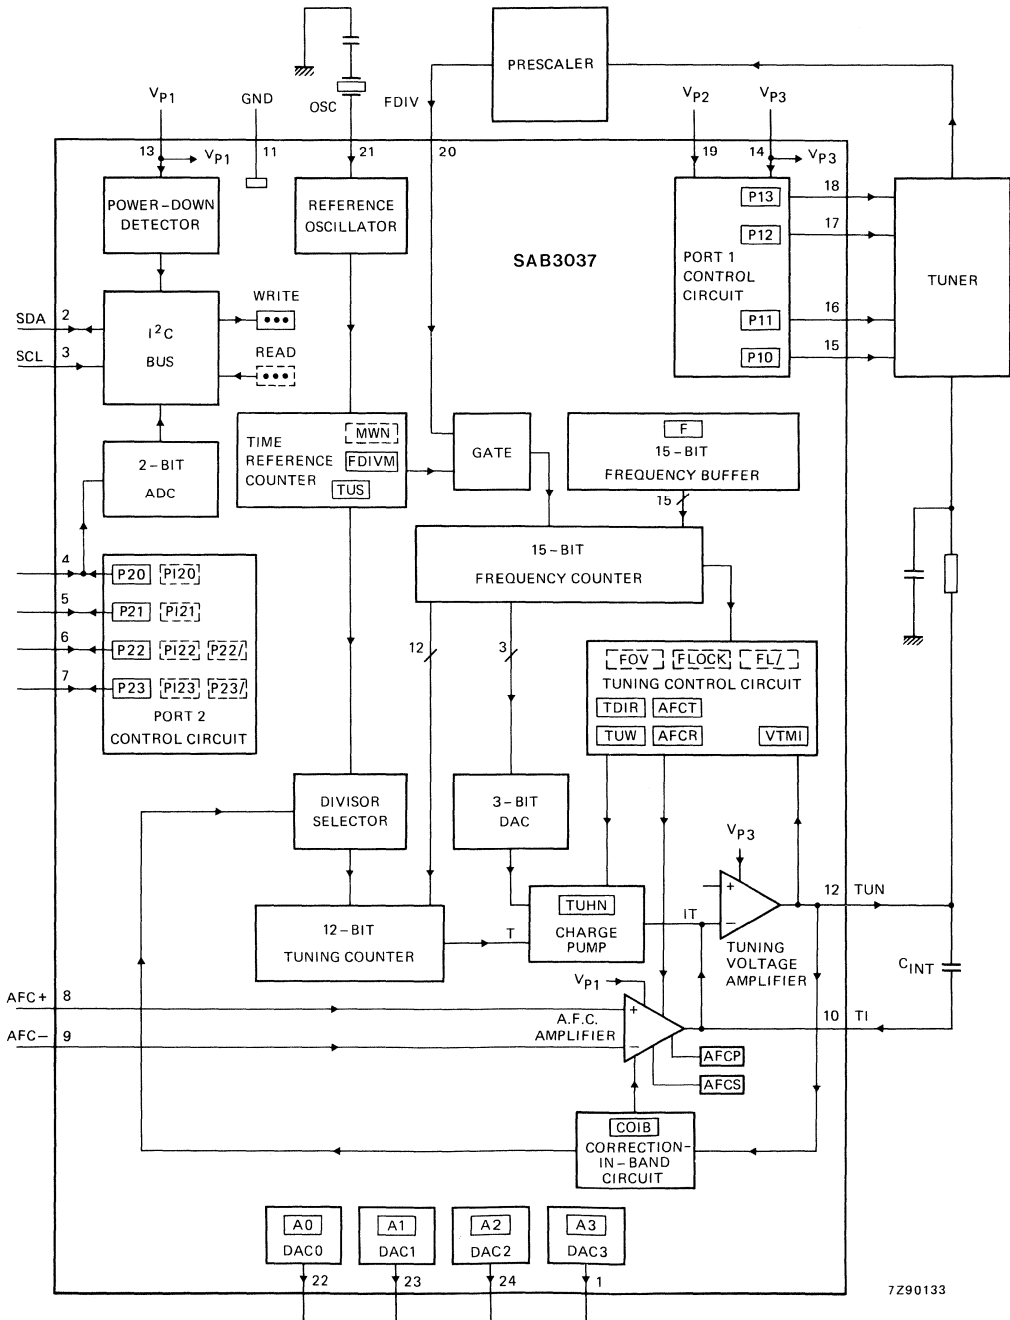 PRESCALER
OSC
FDIV
VP1
GND
VP2
VP3
13
VP1
11
21
20
19
14
VP3
POWER-DOWN
DETECTOR
REFERENCE
OSCILLATOR
SAB3037
P13
P12
PORT 1
CONTROL
CIRCUIT
P11
P10
18
17
16
15
TUNER
SDA
2
SCL
3
I2C
BUS
WRITE
READ
2-BIT
ADC
TIME
REFERENCE
COUNTER
MWN
FDIVM
TUS
GATE
F
15-BIT
FREQUENCY BUFFER
15
15-BIT
FREQUENCY COUNTER
4
P20 PI20
5
P21 PI21
6
P22 PI22 P22/
7
P23 PI23 P23/
PORT 2
CONTROL CIRCUIT
12
3
FOV FLOCK FL/
TUNING CONTROL CIRCUIT
TDIR AFCT
TUW AFCR VTMI
DIVISOR
SELECTOR
3-BIT
DAC
VP3
12-BIT
TUNING COUNTER
T
TUHN
CHARGE
PUMP
IT
+
−
TUNING
VOLTAGE
AMPLIFIER
12 TUN
CINT
VP1
AFC+ 8
AFC− 9
A.F.C.
AMPLIFIER
+
−
10 TI
AFCP
AFCS
COIB
CORRECTION-
IN-BAND
CIRCUIT
A0
DAC0
A1
DAC1
A2
DAC2
A3
DAC3
22
23
24
1
7Z90133